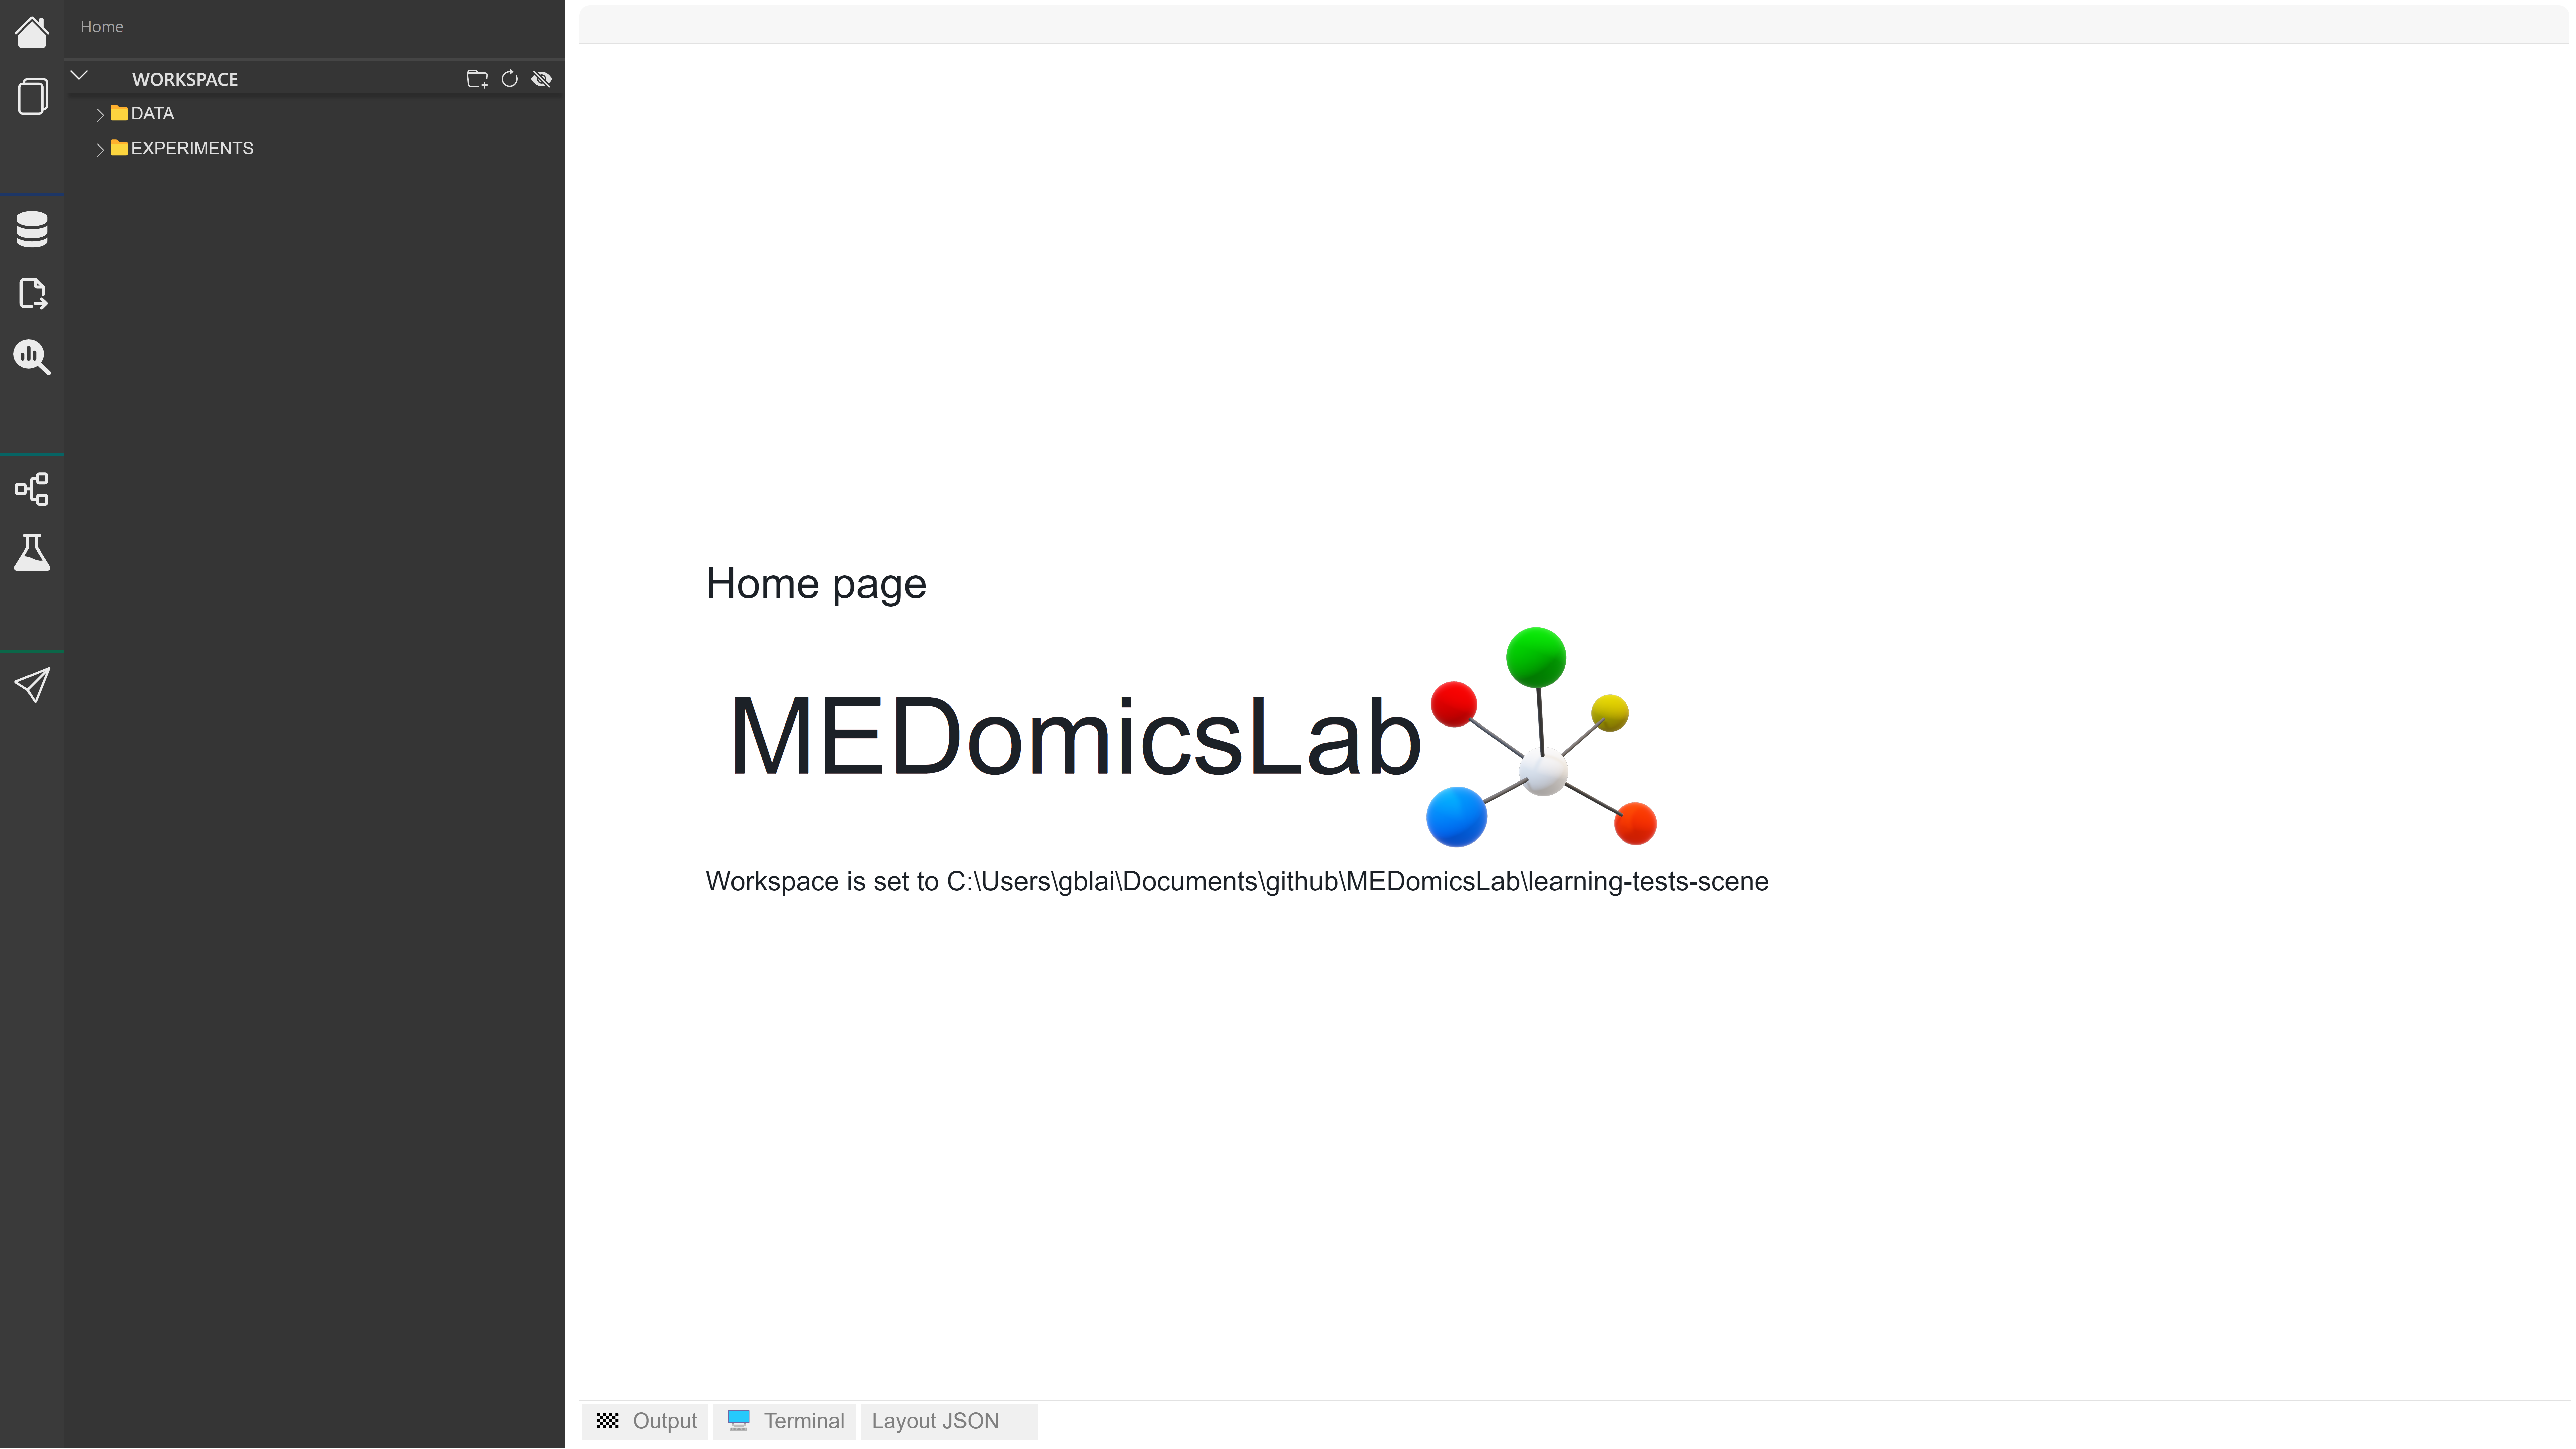 Home
WORKSPACE
DATA
EXPERIMENTS
Home page
MEDomicsLab
Workspace is set to C:\Users\gblai\Documents\github\MEDomicsLab\learning-tests-scene
Output
Terminal
Layout JSON